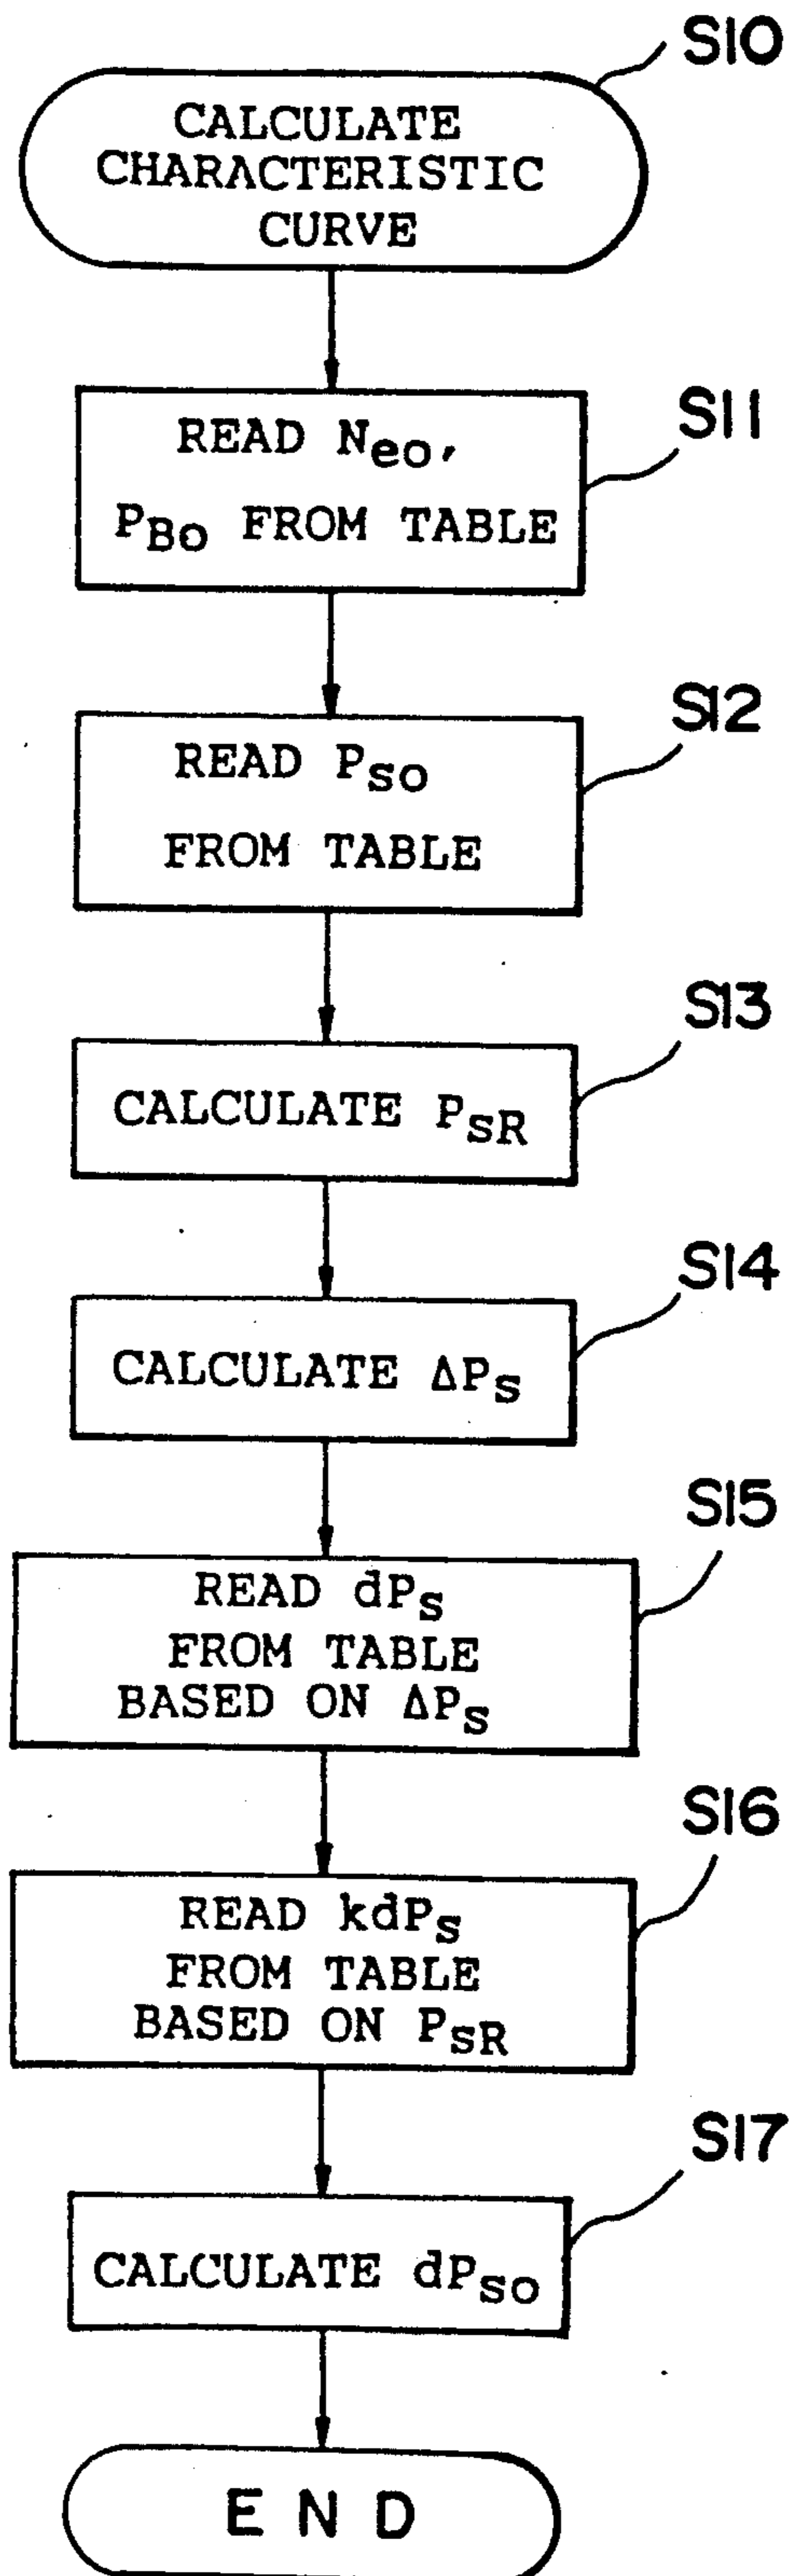 S10
CALCULATE
CHARACTERISTIC
CURVE
S11
READ Neo,
PBo FROM TABLE
S12
READ Pso
FROM TABLE
S13
CALCULATE PsR
S14
CALCULATE ΔPs
S15
READ dPs
FROM TABLE
BASED ON ΔPs
S16
READ kdPs
FROM TABLE
BASED ON PsR
S17
CALCULATE dPso
END